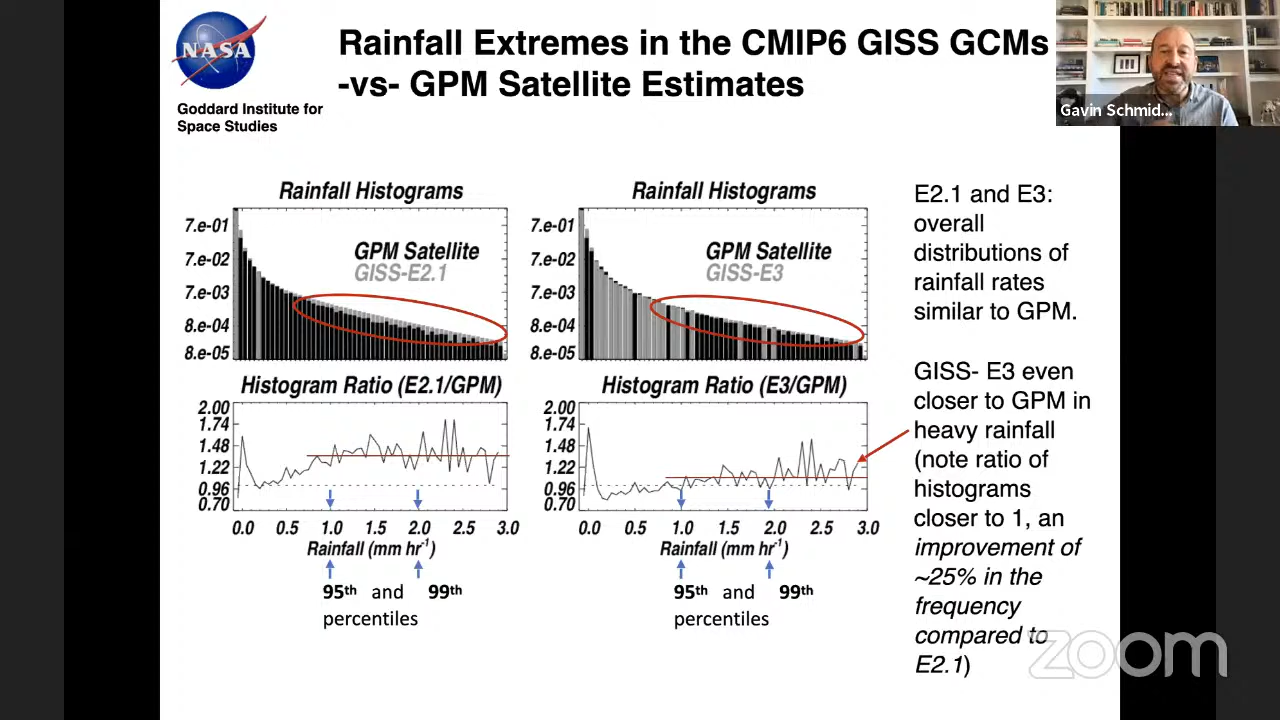 NASA
Goddard Institute for
Space Studies
Rainfall Extremes in the CMIP6 GISS GCMs
-vs- GPM Satellite Estimates
Gavin Schmid...
Rainfall Histograms
7.e-01
7.e-02
7.e-03
8.e-04
8.e-05
GPM Satellite
GISS-E2.1
Histogram Ratio (E2.1/GPM)
2.00
1.74
1.48
1.22
0.96
0.70
0.0 0.5 1.0 1.5 2.0 2.5 3.0
Rainfall (mm hr-1)
95th and 99th
percentiles
Rainfall Histograms
7.e-01
7.e-02
7.e-03
8.e-04
8.e-05
GPM Satellite
GISS-E3
Histogram Ratio (E3/GPM)
2.00
1.74
1.48
1.22
0.96
0.70
0.0 0.5 1.0 1.5 2.0 2.5 3.0
Rainfall (mm hr-1)
95th and 99th
percentiles
E2.1 and E3:
overall
distributions of
rainfall rates
similar to GPM.
GISS- E3 even
closer to GPM in
heavy rainfall
(note ratio of
histograms
closer to 1, an
improvement of
~25% in the
frequency
compared to
E2.1)
zoom